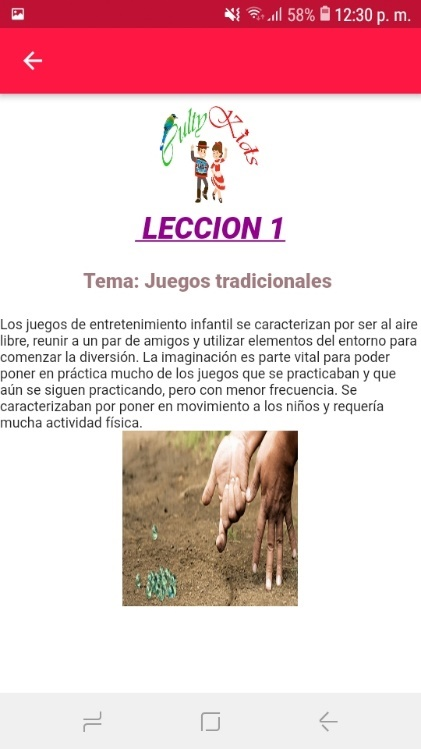 58% 12:30 p. m.
Culty Kids
LECCION 1
Tema: Juegos tradicionales
Los juegos de entretenimiento infantil se caracterizan por ser al aire
libre, reunir a un par de amigos y utilizar elementos del entorno para
comenzar la diversión. La imaginación es parte vital para poder
poner en práctica mucho de los juegos que se practicaban y que
aún se siguen practicando, pero con menor frecuencia. Se
caracterizaban por poner en movimiento a los niños y requería
mucha actividad física.